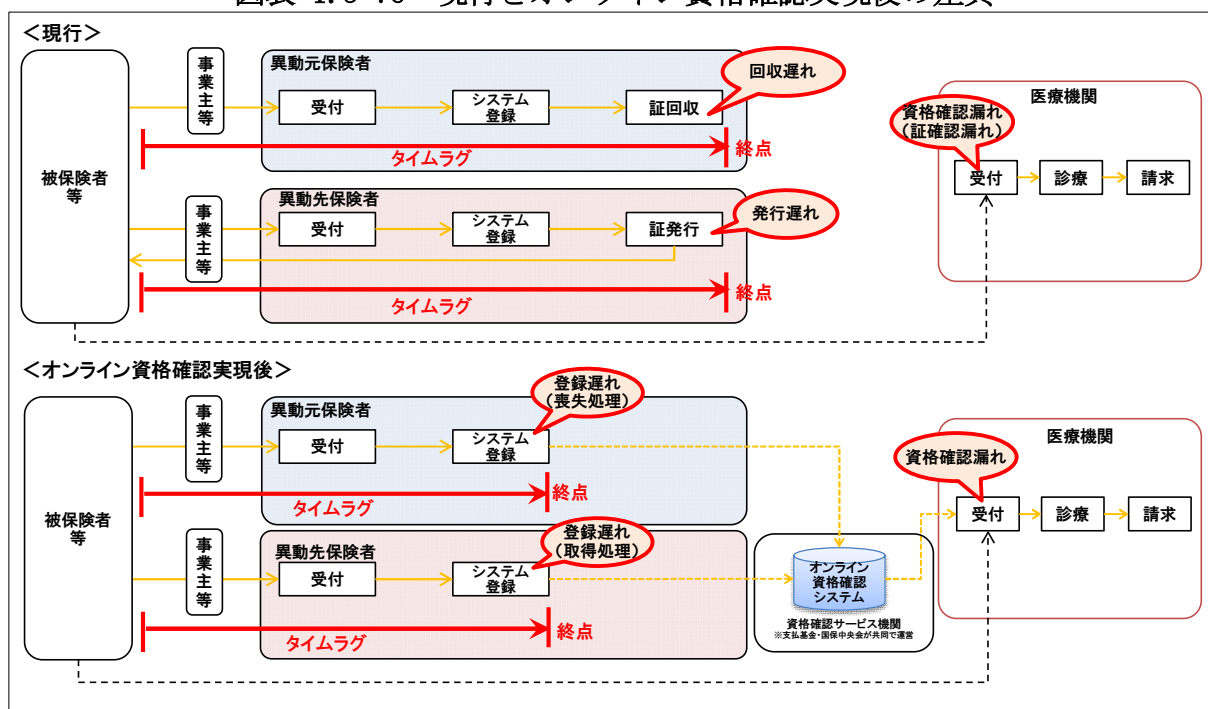 ＜現行＞
被保険者
等
事業主等
異動元保険者
受付
システム
登録
証回収
回収遅れ
タイムラグ
終点
事業主等
異動先保険者
受付
システム
登録
証発行
発行遅れ
タイムラグ
終点
医療機関
資格確認漏れ
（証確認漏れ）
受付
診療
請求
＜オンライン資格確認実現後＞
被保険者
等
事業主等
異動元保険者
受付
システム
登録
登録遅れ
（喪失処理）
タイムラグ
終点
事業主等
異動先保険者
受付
システム
登録
登録遅れ
（取得処理）
タイムラグ
終点
オンライン
資格確認
システム
資格確認サービス機関
※支払基金・国保中央会が共同で運営
医療機関
資格確認漏れ
受付
診療
請求